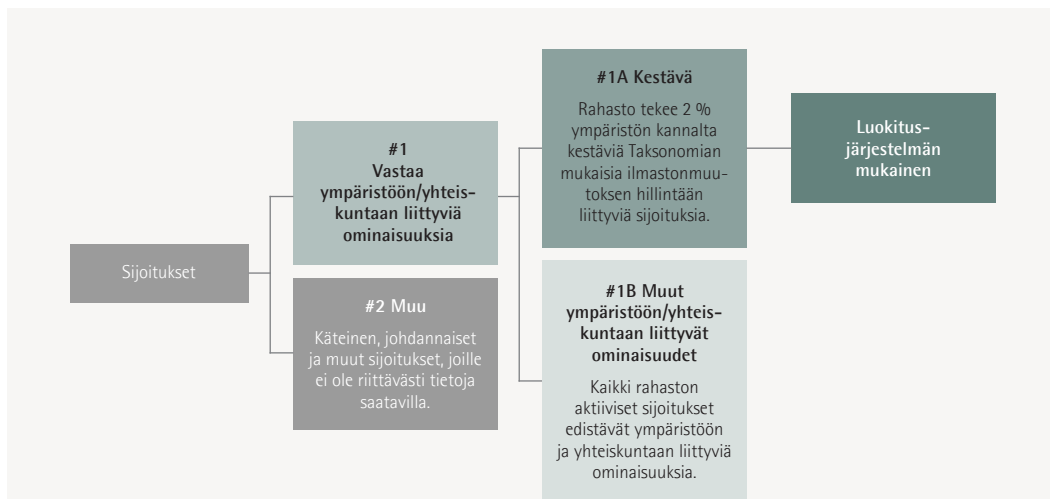 Sijoitukset
#1
Vastaa
ympäristöön/yhteis-
kuntaan liittyviä
ominaisuuksia
#2 Muu
Käteinen, johdannaiset
ja muut sijoitukset, joille
ei ole riittävästi tietoja
saatavilla.
#1A Kestävä
Rahasto tekee 2 %
ympäristön kannalta
kestäviä Taksonomian
mukaisia ilmastonmuu-
toksen hillintään
liittyviä sijoituksia.
#1B Muut
ympäristöön/yhteis-
kuntaan liittyvät
ominaisuudet
Kaikki rahaston
aktiiviset sijoitukset
edistävät ympäristöön
ja yhteiskuntaan liittyviä
ominaisuuksia.
Luokitus-
järjestelmän
mukainen